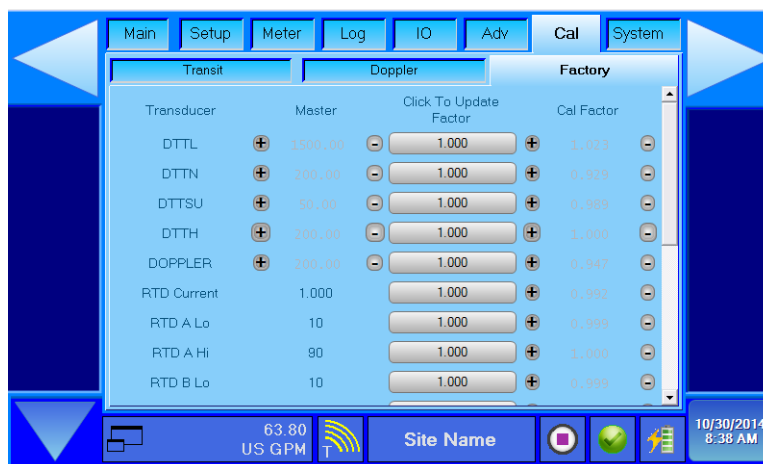 Main Setup Meter Log IO Adv Cal System
Transit Doppler Factory
Transducer Master Click To Update Factor Cal Factor
DTTL + 1500.00 - 1.000 + 1.023 -
DTTN + 200.00 - 1.000 + 0.929 -
DTTSU + 50.00 - 1.000 + 0.989 -
DTTH + 200.00 - 1.000 + 1.000 -
DOPPLER + 200.00 - 1.000 + 0.947 -
RTD Current 1.000 1.000 + 0.992 -
RTD A Lo 10 1.000 + 0.999 -
RTD A Hi 90 1.000 + 1.000 -
RTD B Lo 10 1.000 + 0.999 -
63.80
US GPM T Site Name
10/30/2014
8:38 AM